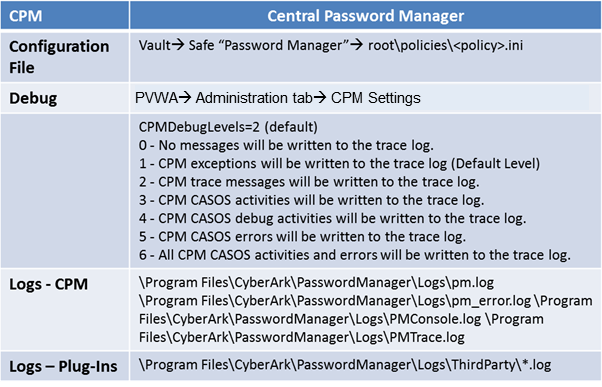 CPM Central Password Manager
Configuration File Vault→ Safe “Password Manager”→ root\policies\<policy>.ini
Debug PVWA→ Administration tab→ CPM Settings
CPMDebugLevels=2 (default)
0 - No messages will be written to the trace log.
1 - CPM exceptions will be written to the trace log (Default Level)
2 - CPM trace messages will be written to the trace log.
3 - CPM CASOS activities will be written to the trace log.
4 - CPM CASOS debug activities will be written to the trace log.
5 - CPM CASOS errors will be written to the trace log.
6 - All CPM CASOS activities and errors will be written to the trace log.
Logs - CPM \Program Files\CyberArk\PasswordManager\Logs\pm.log
\Program Files\CyberArk\PasswordManager\Logs\pm_error.log \Program
Files\CyberArk\PasswordManager\Logs\PMConsole.log \Program
Files\CyberArk\PasswordManager\Logs\PMTrace.log
Logs – Plug-Ins \Program Files\CyberArk\PasswordManager\Logs\ThirdParty\*.log